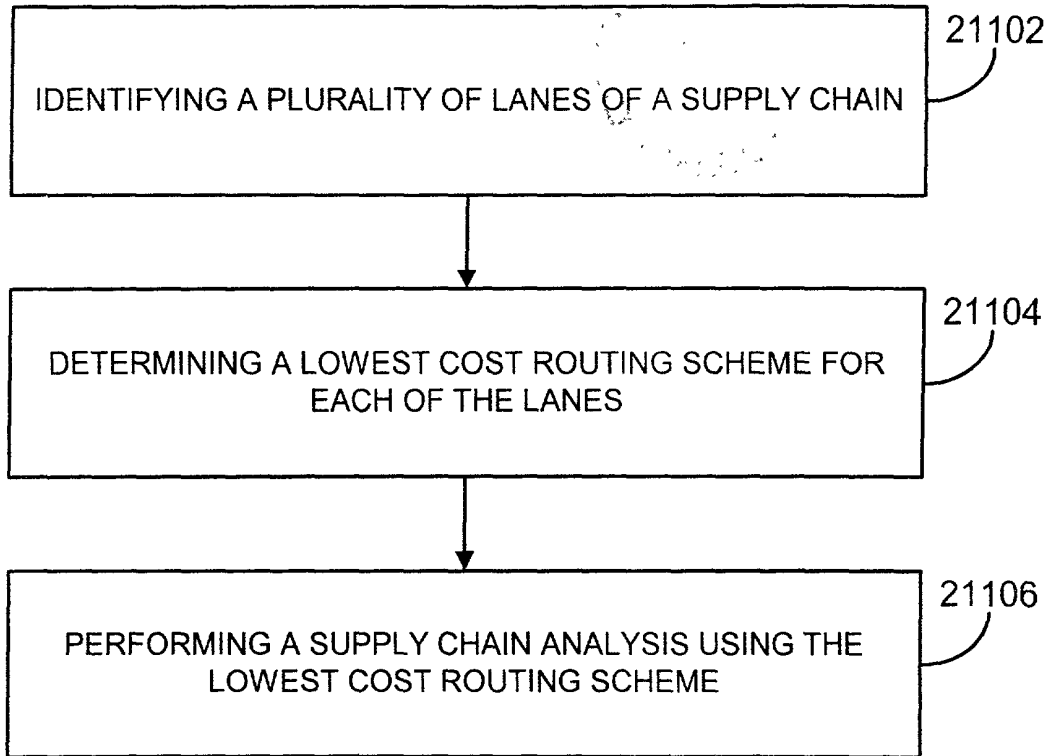 21102
IDENTIFYING A PLURALITY OF LANES OF A SUPPLY CHAIN
21104
DETERMINING A LOWEST COST ROUTING SCHEME FOR
EACH OF THE LANES
21106
PERFORMING A SUPPLY CHAIN ANALYSIS USING THE
LOWEST COST ROUTING SCHEME